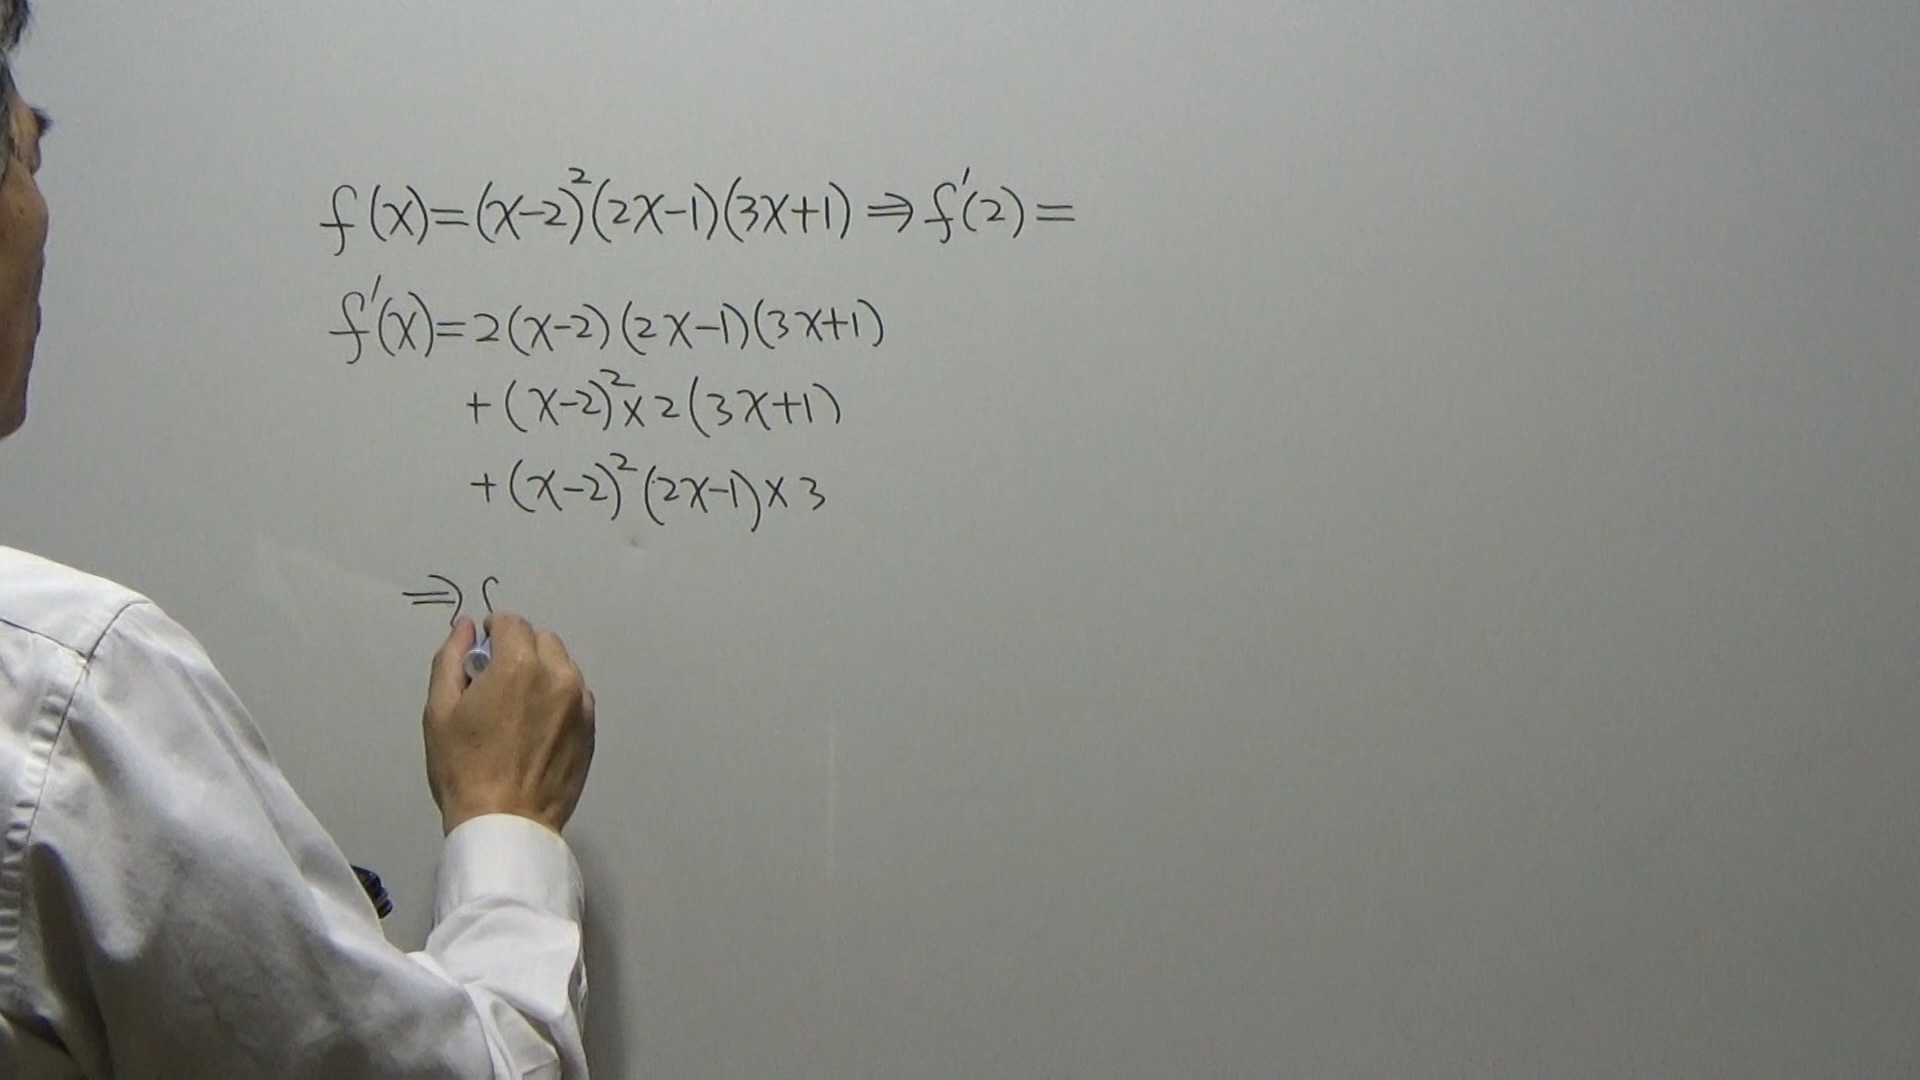 f(x)=(x-2)²(2x-1)(3x+1)⇒f'(2)=
f'(x)=2(x-2)(2x-1)(3x+1)
+(x-2)²×2(3x+1)
+(x-2)²(2x-1)×3
⇒